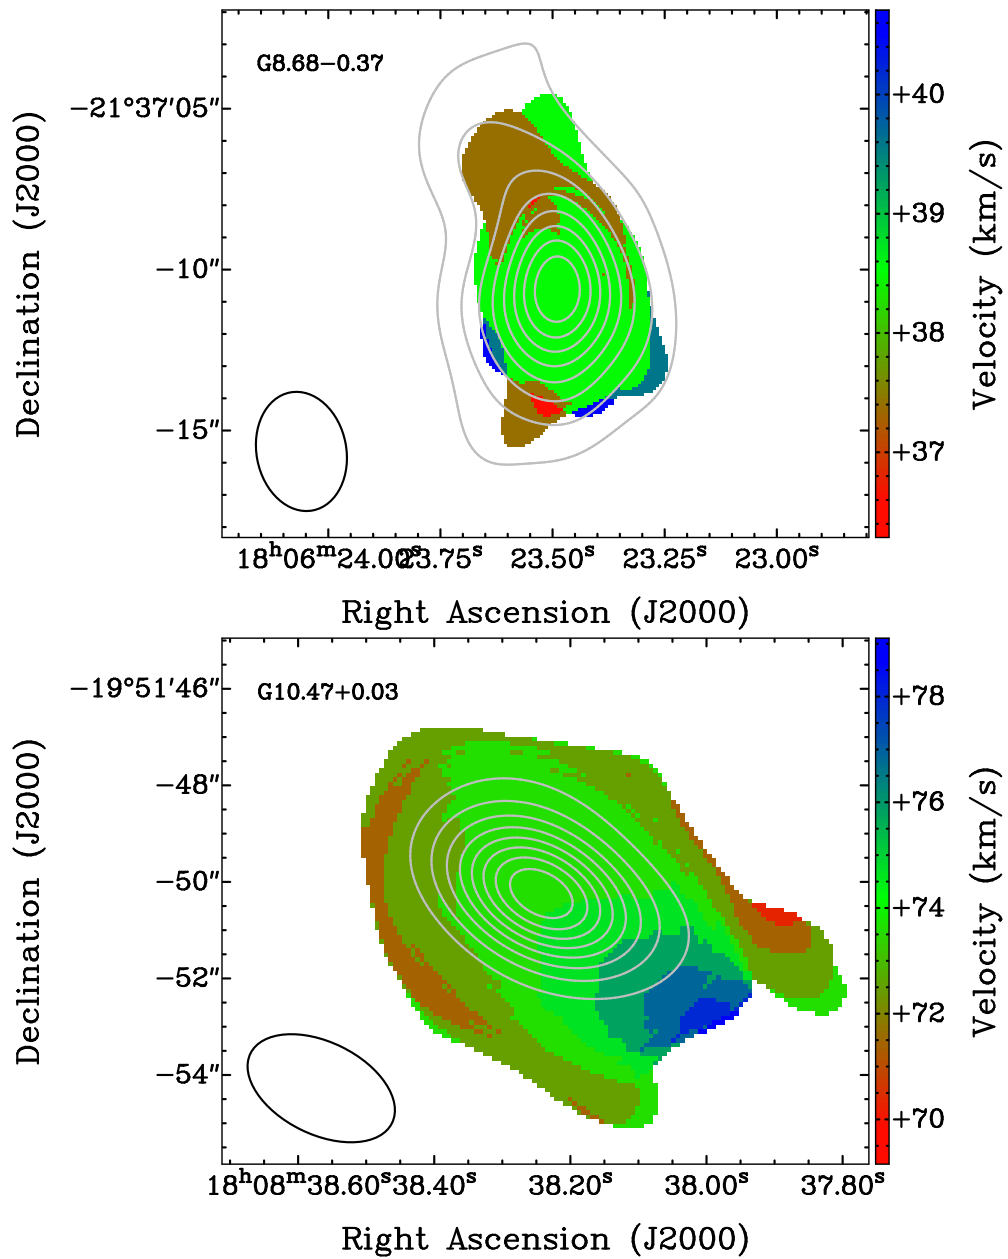 G8.68−0.37
−21°37′05″
−10″
−15″
Declination (J2000)
18ʰ06ᵐ24.00ˢ 23.75ˢ 23.50ˢ 23.25ˢ 23.00ˢ
Right Ascension (J2000)
+40
+39
+38
+37
Velocity (km/s)
G10.47+0.03
−19°51′46″
−48″
−50″
−52″
−54″
Declination (J2000)
18ʰ08ᵐ38.60ˢ 38.40ˢ 38.20ˢ 38.00ˢ 37.80ˢ
Right Ascension (J2000)
+78
+76
+74
+72
+70
Velocity (km/s)